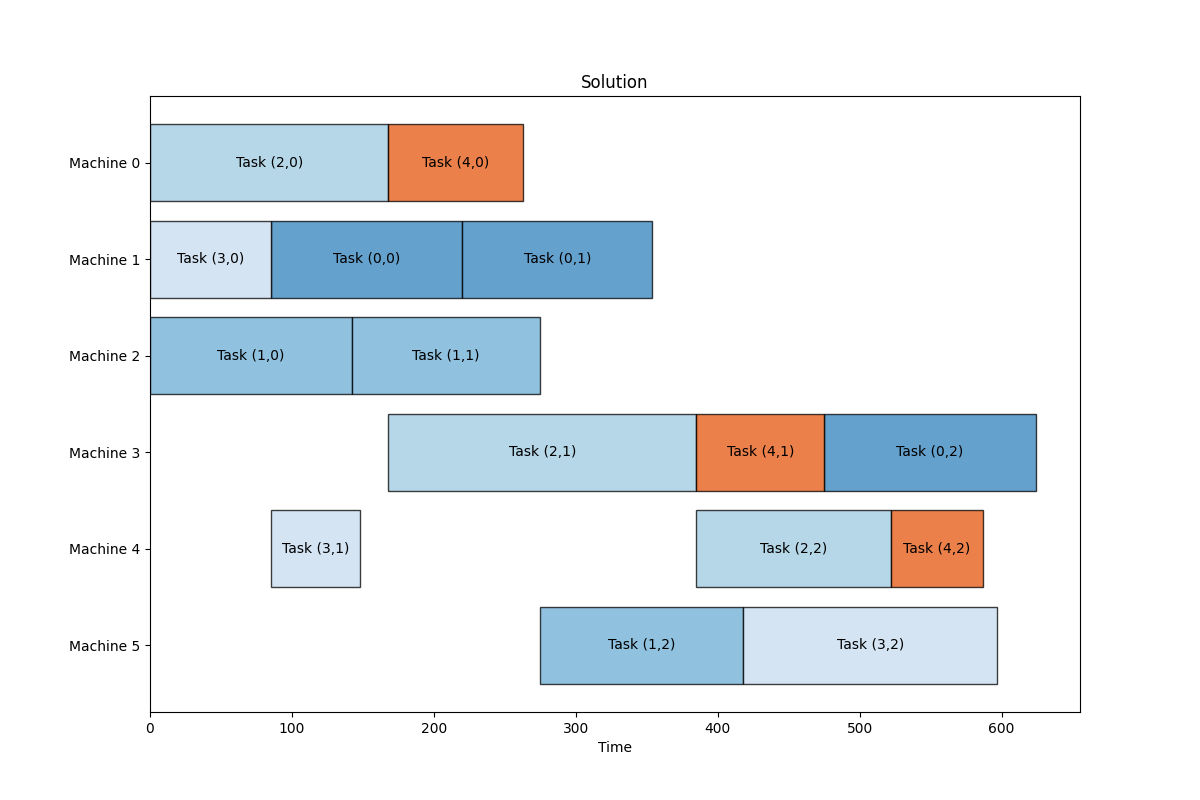 Solution
Machine 0
Task (2,0)
Task (4,0)
Machine 1
Task (3,0)
Task (0,0)
Task (0,1)
Machine 2
Task (1,0)
Task (1,1)
Machine 3
Task (2,1)
Task (4,1)
Task (0,2)
Machine 4
Task (3,1)
Task (2,2)
Task (4,2)
Machine 5
Task (1,2)
Task (3,2)
0 100 200 300 400 500 600
Time